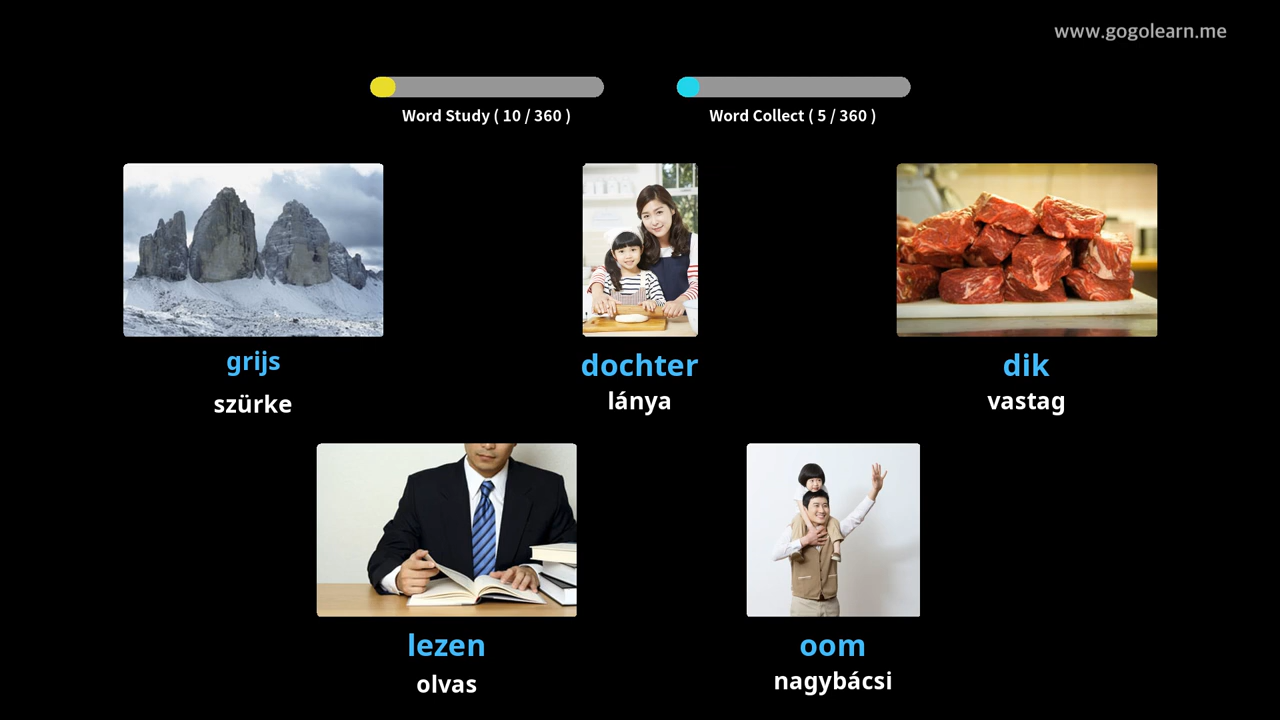 www.gogolearn.me
Word Study ( 10 / 360 )
Word Collect ( 5 / 360 )
grijs
szürke
dochter
lánya
dik
vastag
lezen
olvas
oom
nagybácsi